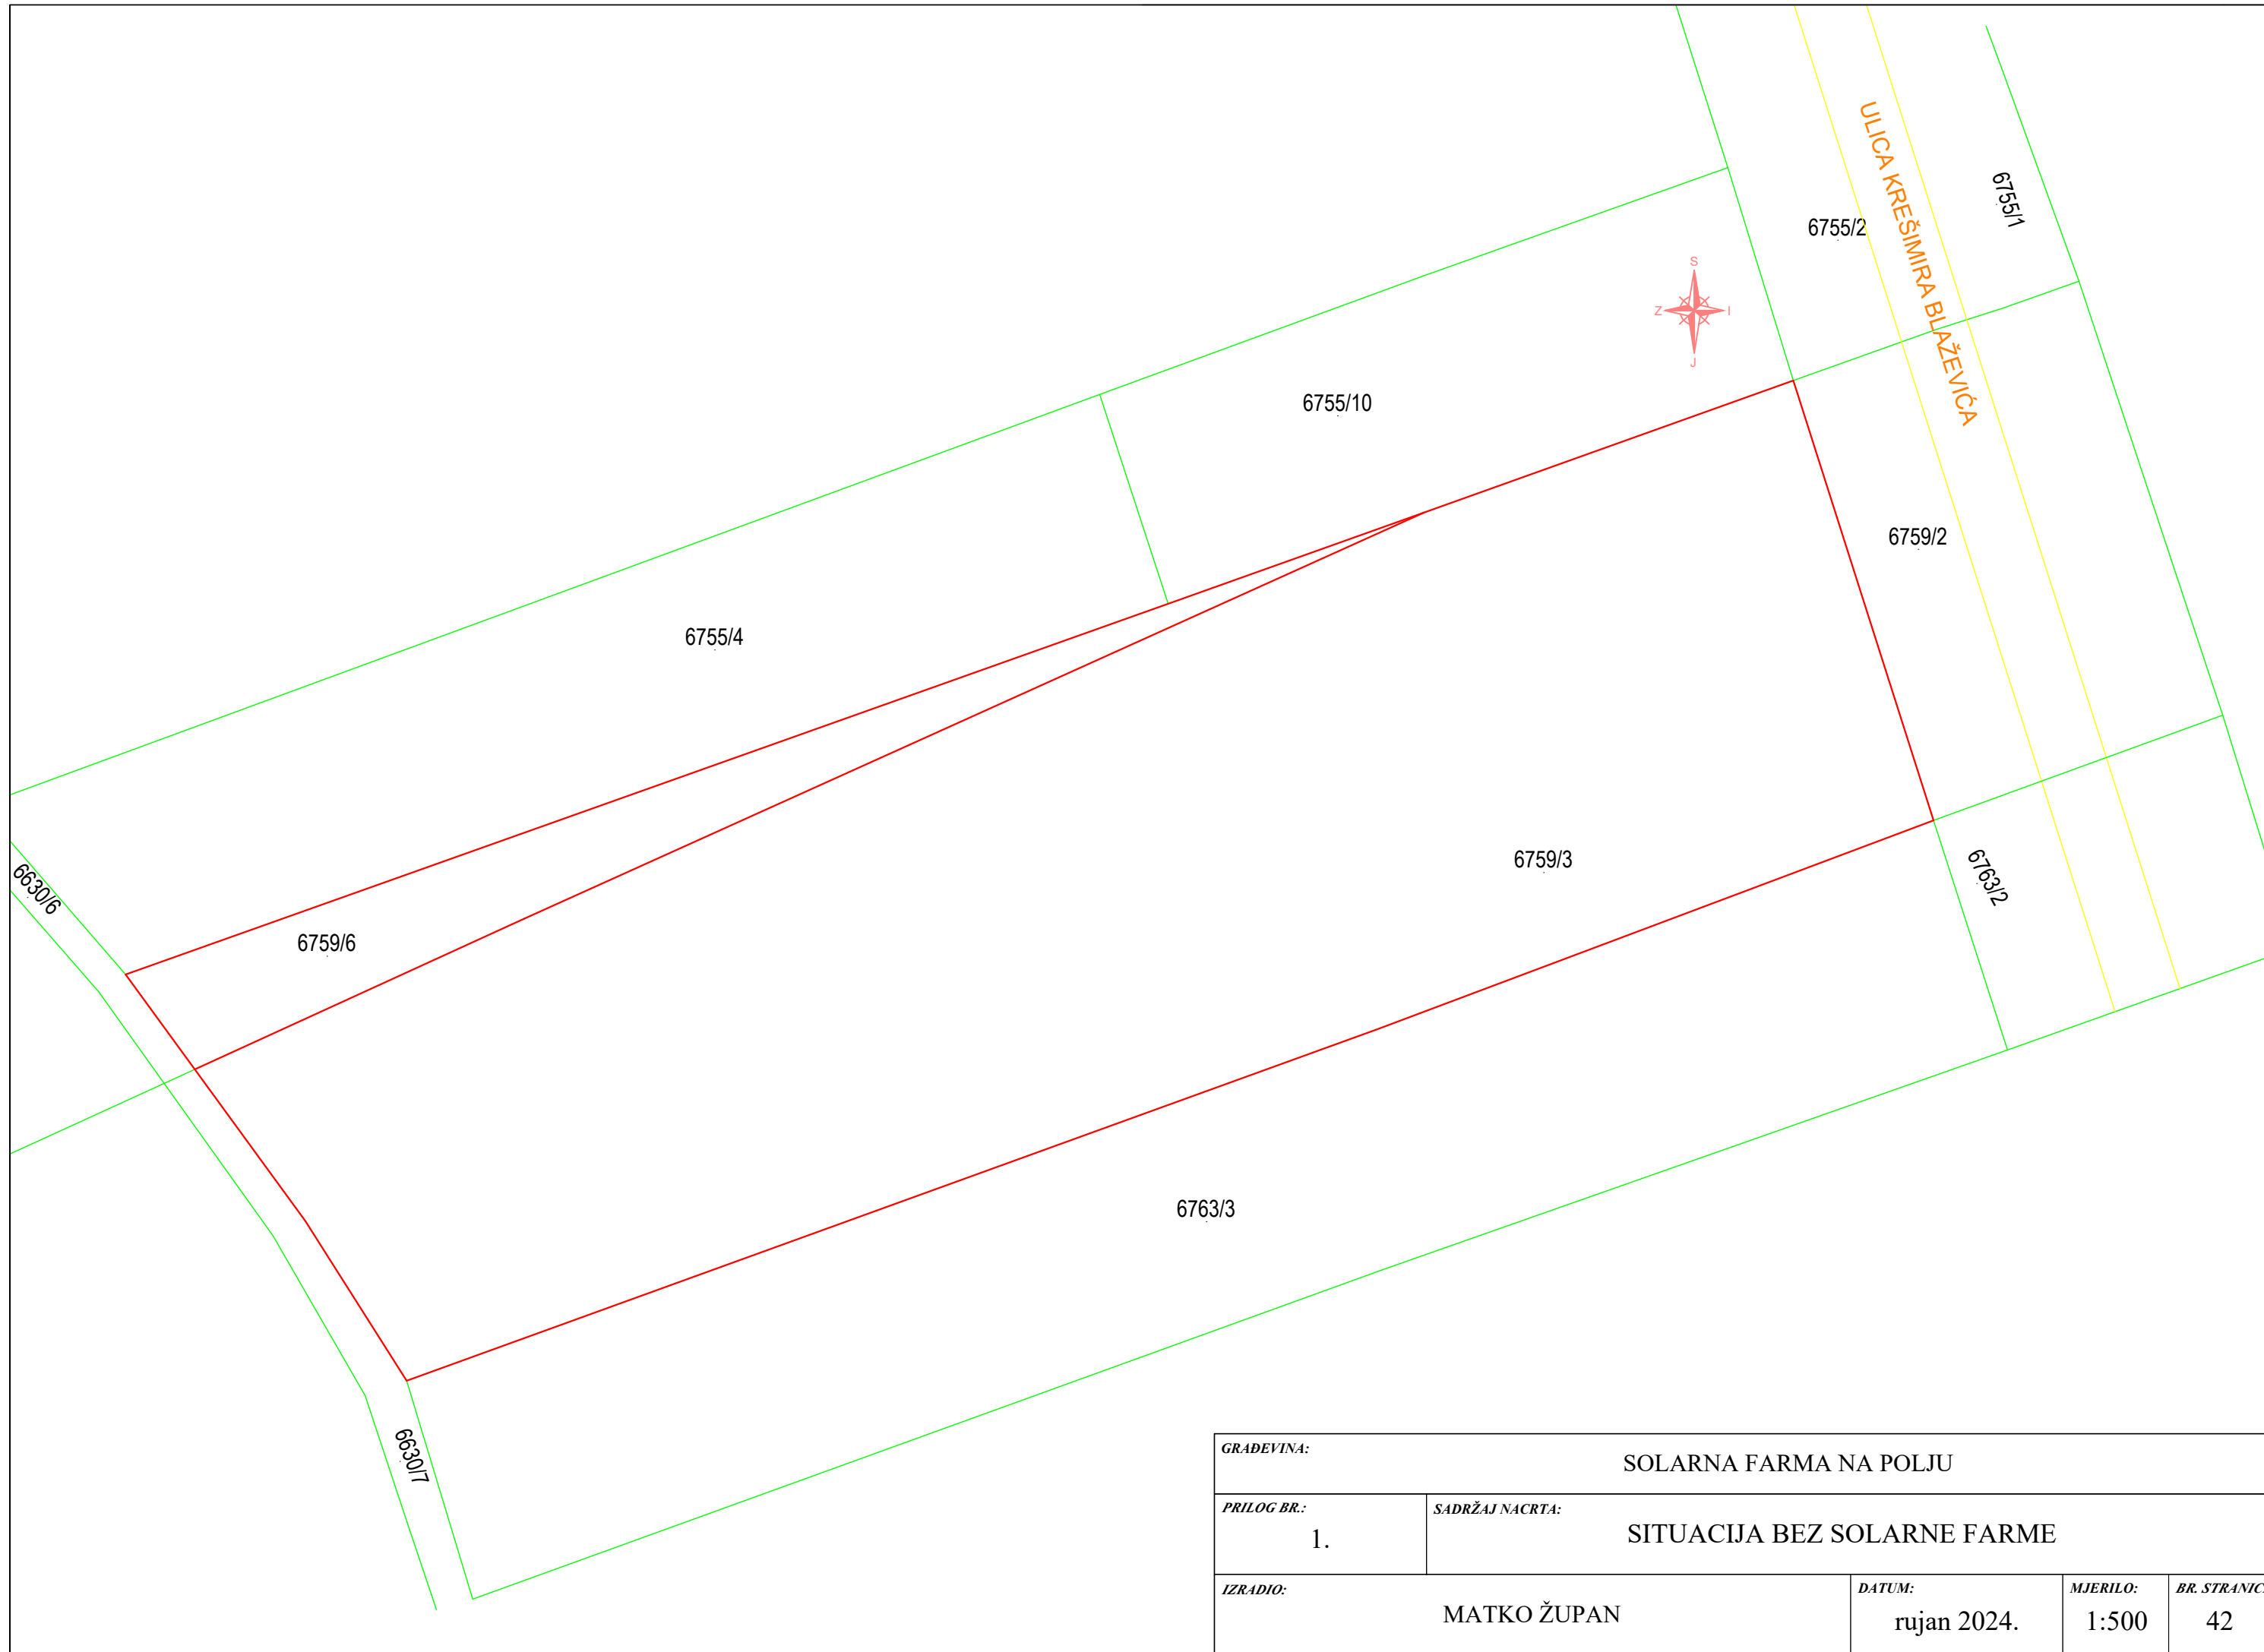 ULICA KREŠIMIRA BLAŽEVIĆA
6755/1
6755/2
S
Z
I
J
6755/10
6759/2
6755/4
6759/3
6763/2
6630/6
6759/6
6763/3
6630/7
GRAĐEVINA:
SOLARNA FARMA NA POLJU
PRILOG BR.:
1.
SADRŽAJ NACRTA:
SITUACIJA BEZ SOLARNE FARME
IZRADIO:
MATKO ŽUPAN
DATUM:
rujan 2024.
MJERILO:
1:500
BR. STRANIC
42